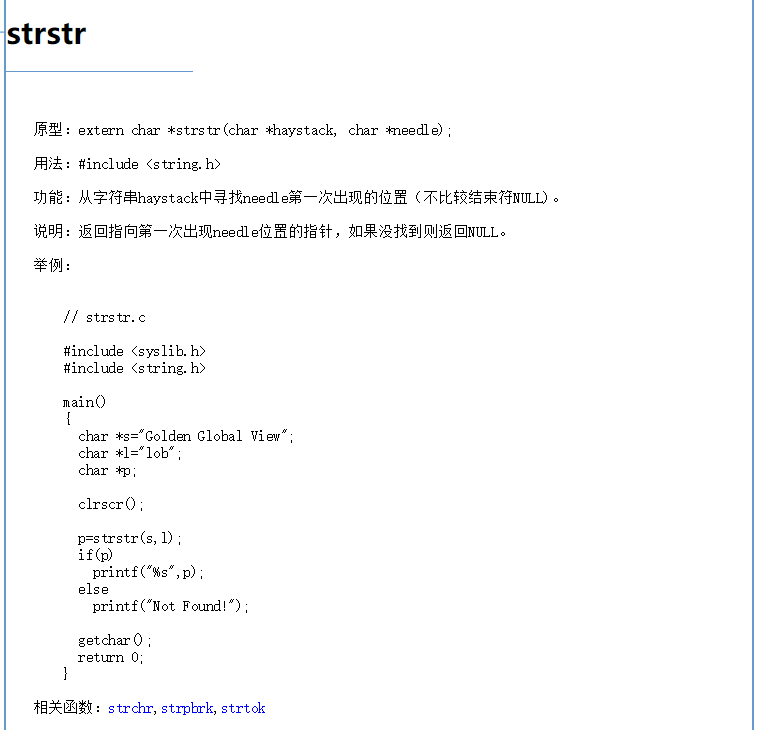 strstr
原型：extern char *strstr(char *haystack, char *needle);
用法：#include <string.h>
功能：从字符串haystack中寻找needle第一次出现的位置（不比较结束符NULL)。
说明：返回指向第一次出现needle位置的指针，如果没找到则返回NULL。
举例：
// strstr.c
#include <syslib.h>
#include <string.h>
main()
{
char *s="Golden Global View";
char *l="lob";
char *p;
clrscr();
p=strstr(s,l);
if(p)
printf("%s",p);
else
printf("Not Found!");
getchar();
return 0;
}
相关函数：strchr,strpbrk,strtok